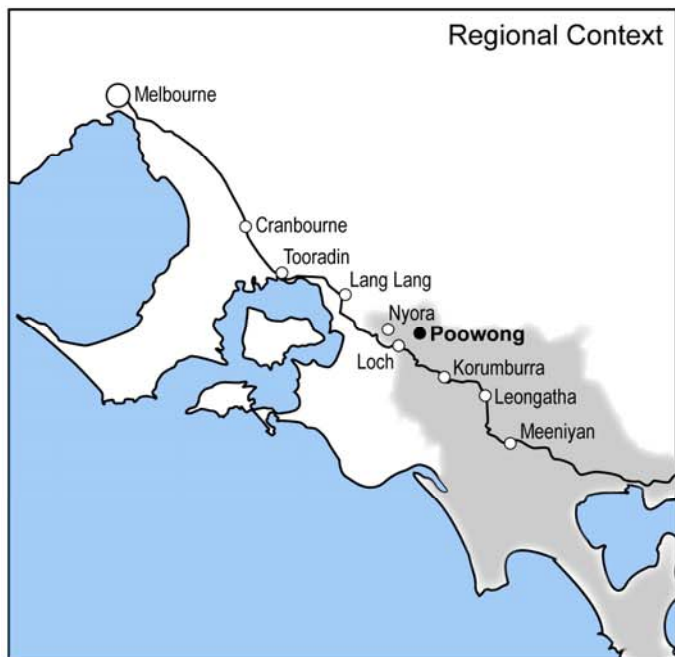 Regional Context
Melbourne
Cranbourne
Tooradin
Lang Lang
Nyora
Poowong
Loch
Korumburra
Leongatha
Meeniyan